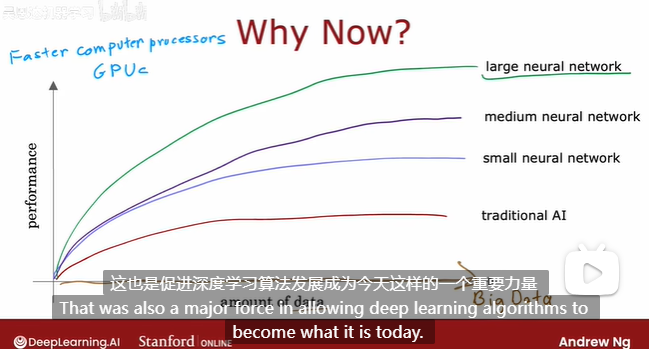 Why Now?
Faster computer processors
GPUs
large neural network
medium neural network
small neural network
traditional AI
performance
amount of data
Big Data
这也是促进深度学习算法发展成为今天这样的一个重要力量
That was also a major force in allowing deep learning algorithms to
become what it is today.
DeepLearning.AI
Stanford ONLINE
Andrew Ng